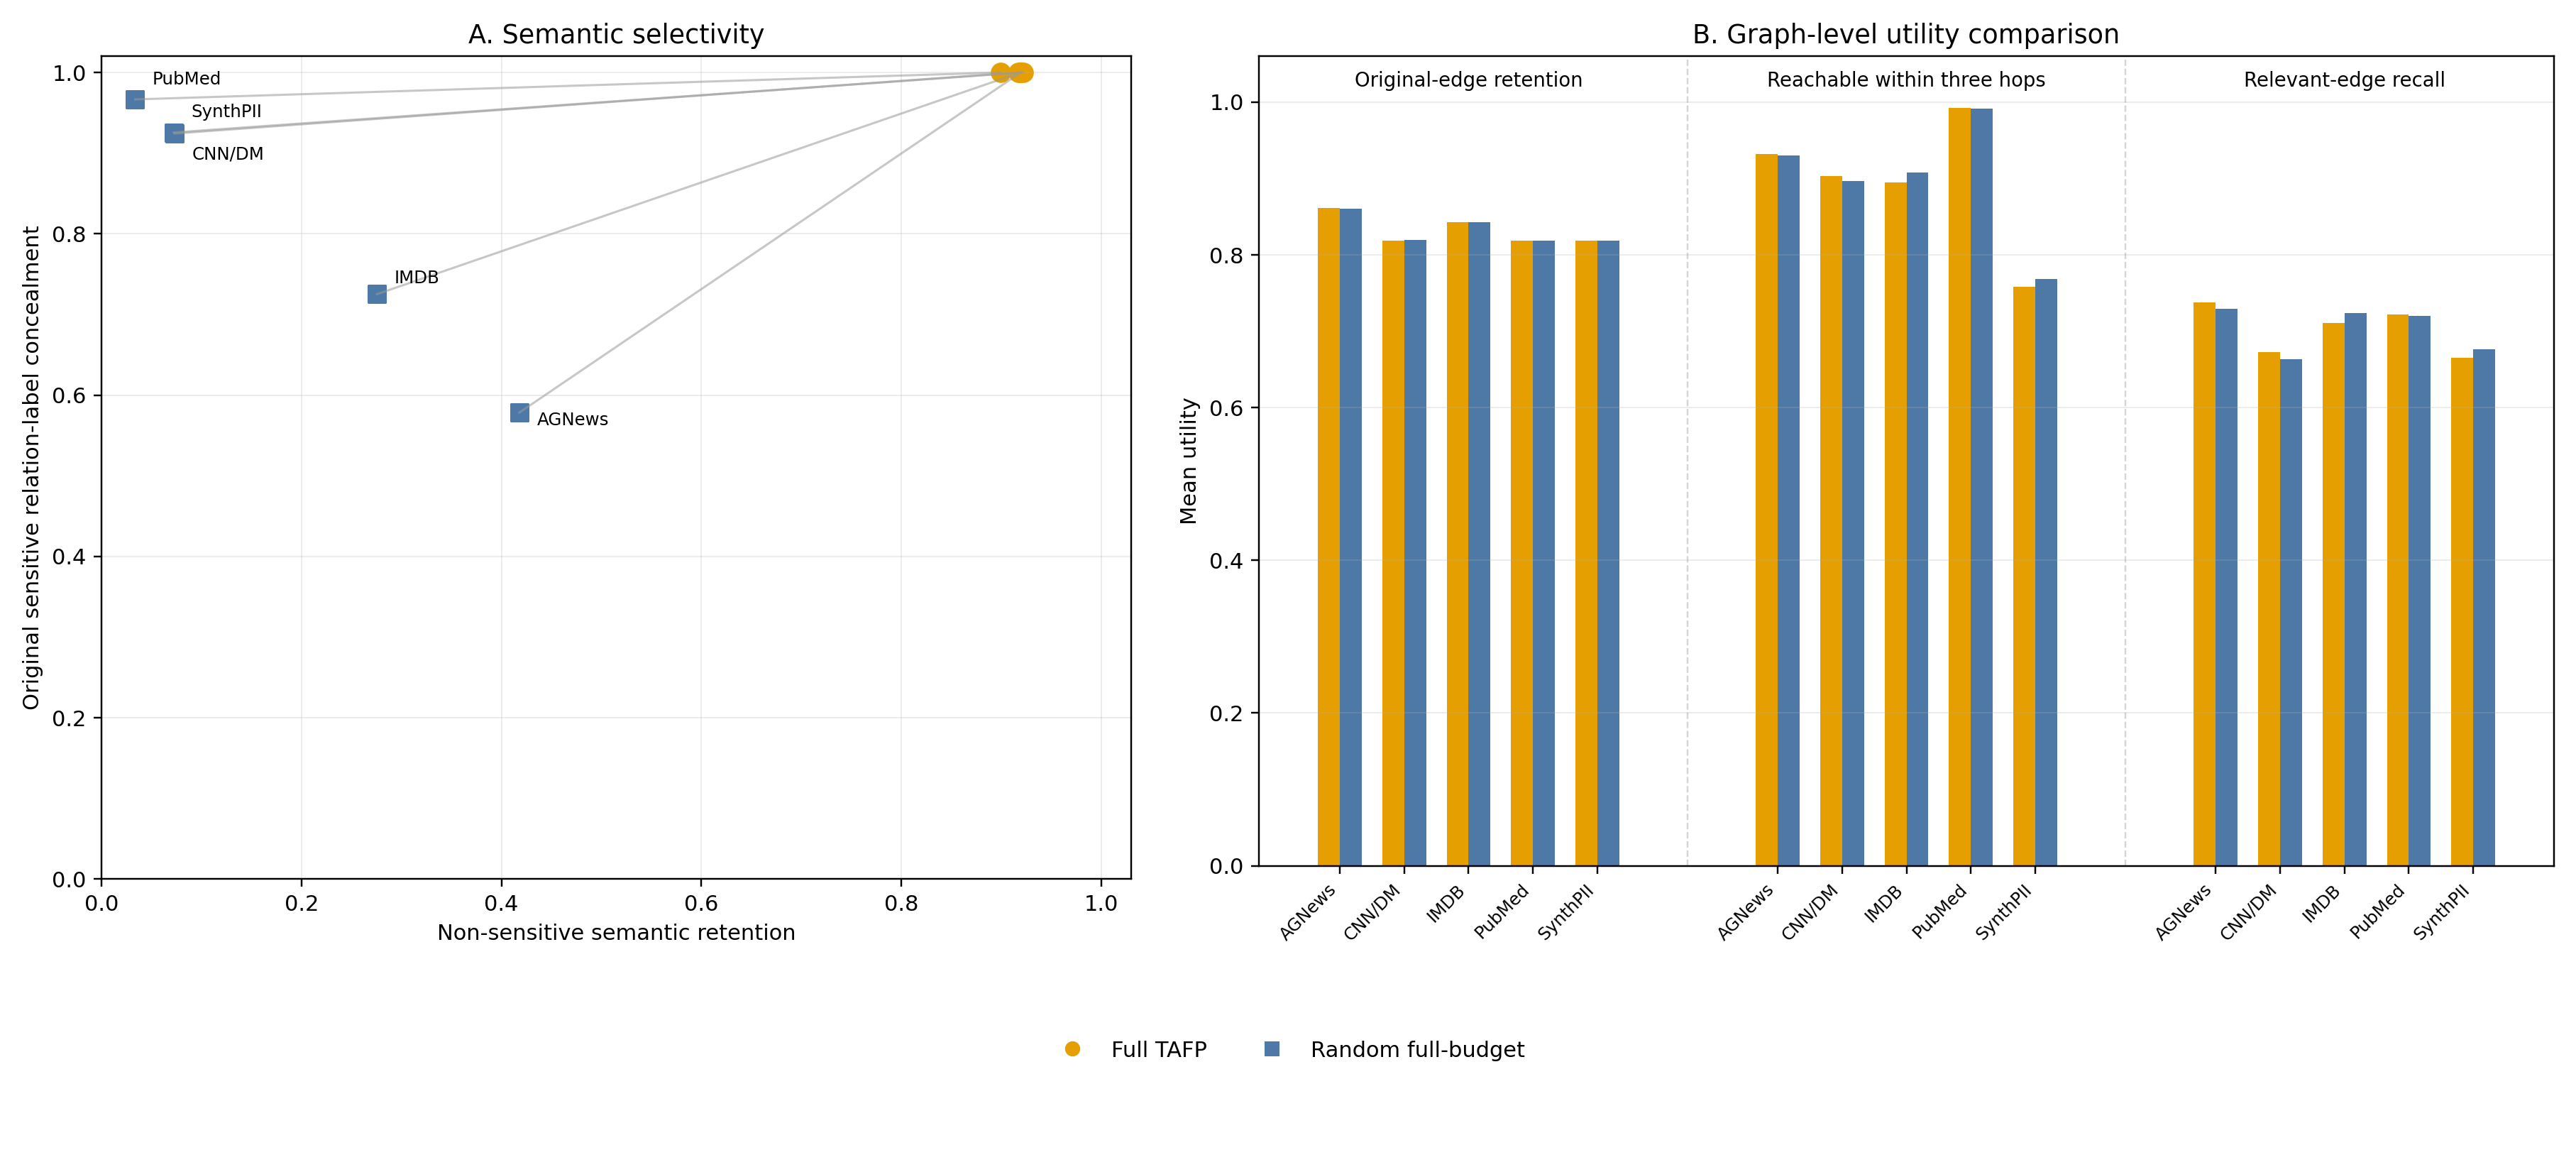 A. Semantic selectivity
Original sensitive relation-label concealment
1.0
0.8
0.6
0.4
0.2
0.0
PubMed
SynthPII
CNN/DM
IMDB
AGNews
0.0 0.2 0.4 0.6 0.8 1.0
Non-sensitive semantic retention
B. Graph-level utility comparison
Original-edge retention Reachable within three hops Relevant-edge recall
Mean utility
1.0
0.8
0.6
0.4
0.2
0.0
AGNews CNN/DM IMDB PubMed SynthPII AGNews CNN/DM IMDB PubMed SynthPII AGNews CNN/DM IMDB PubMed SynthPII
Full TAFP Random full-budget